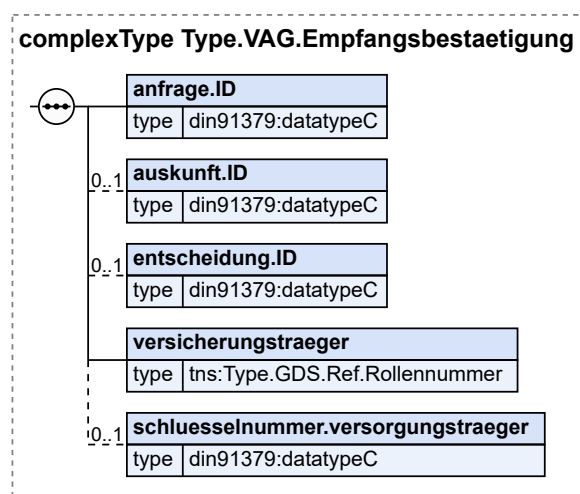 complexType Type.VAG.Empfangsbestaetigung
anfrage.ID
type din91379:datatypeC
0..1 auskunft.ID
type din91379:datatypeC
0..1 entscheidung.ID
type din91379:datatypeC
versicherungstraeger
type tns:Type.GDS.Ref.Rollennummer
0..1 schluesselnummer.versorgungstraeger
type din91379:datatypeC